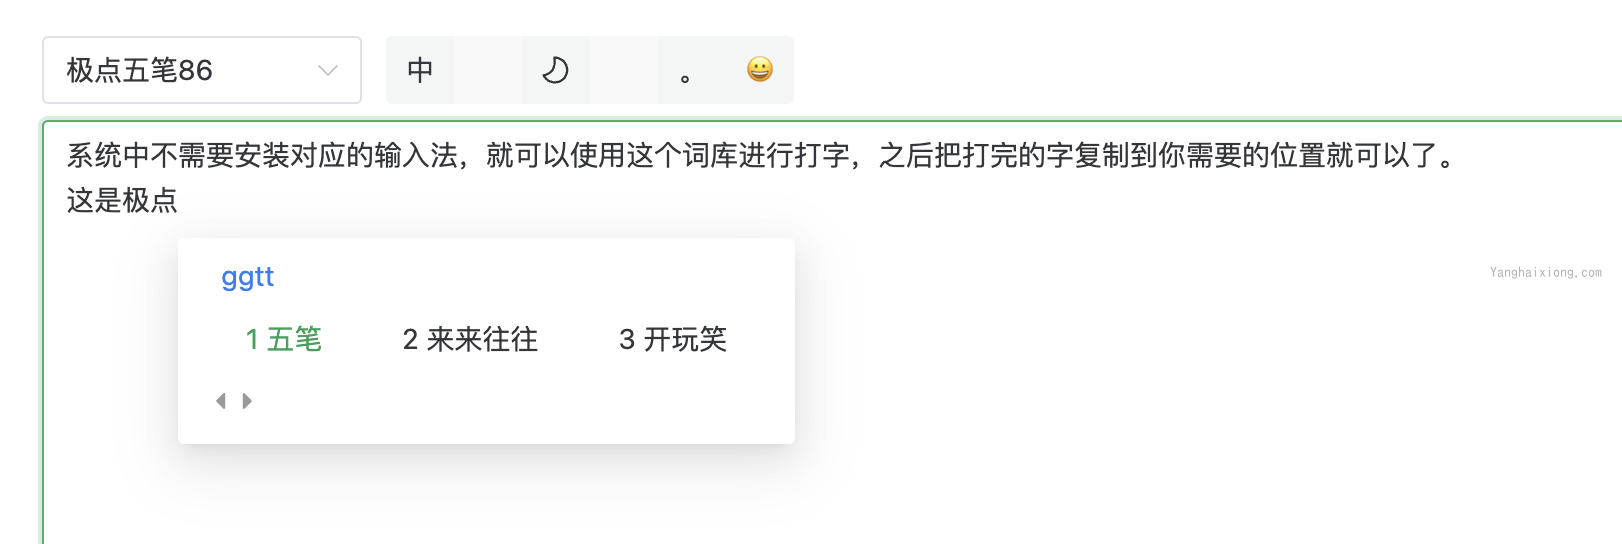 极点五笔86
中 。
系统中不需要安装对应的输入法，就可以使用这个词库进行打字，之后把打完的字复制到你需要的位置就可以了。
这是极点
ggtt
Yanghaixiong.com
1 五笔 2 来来往往 3 开玩笑